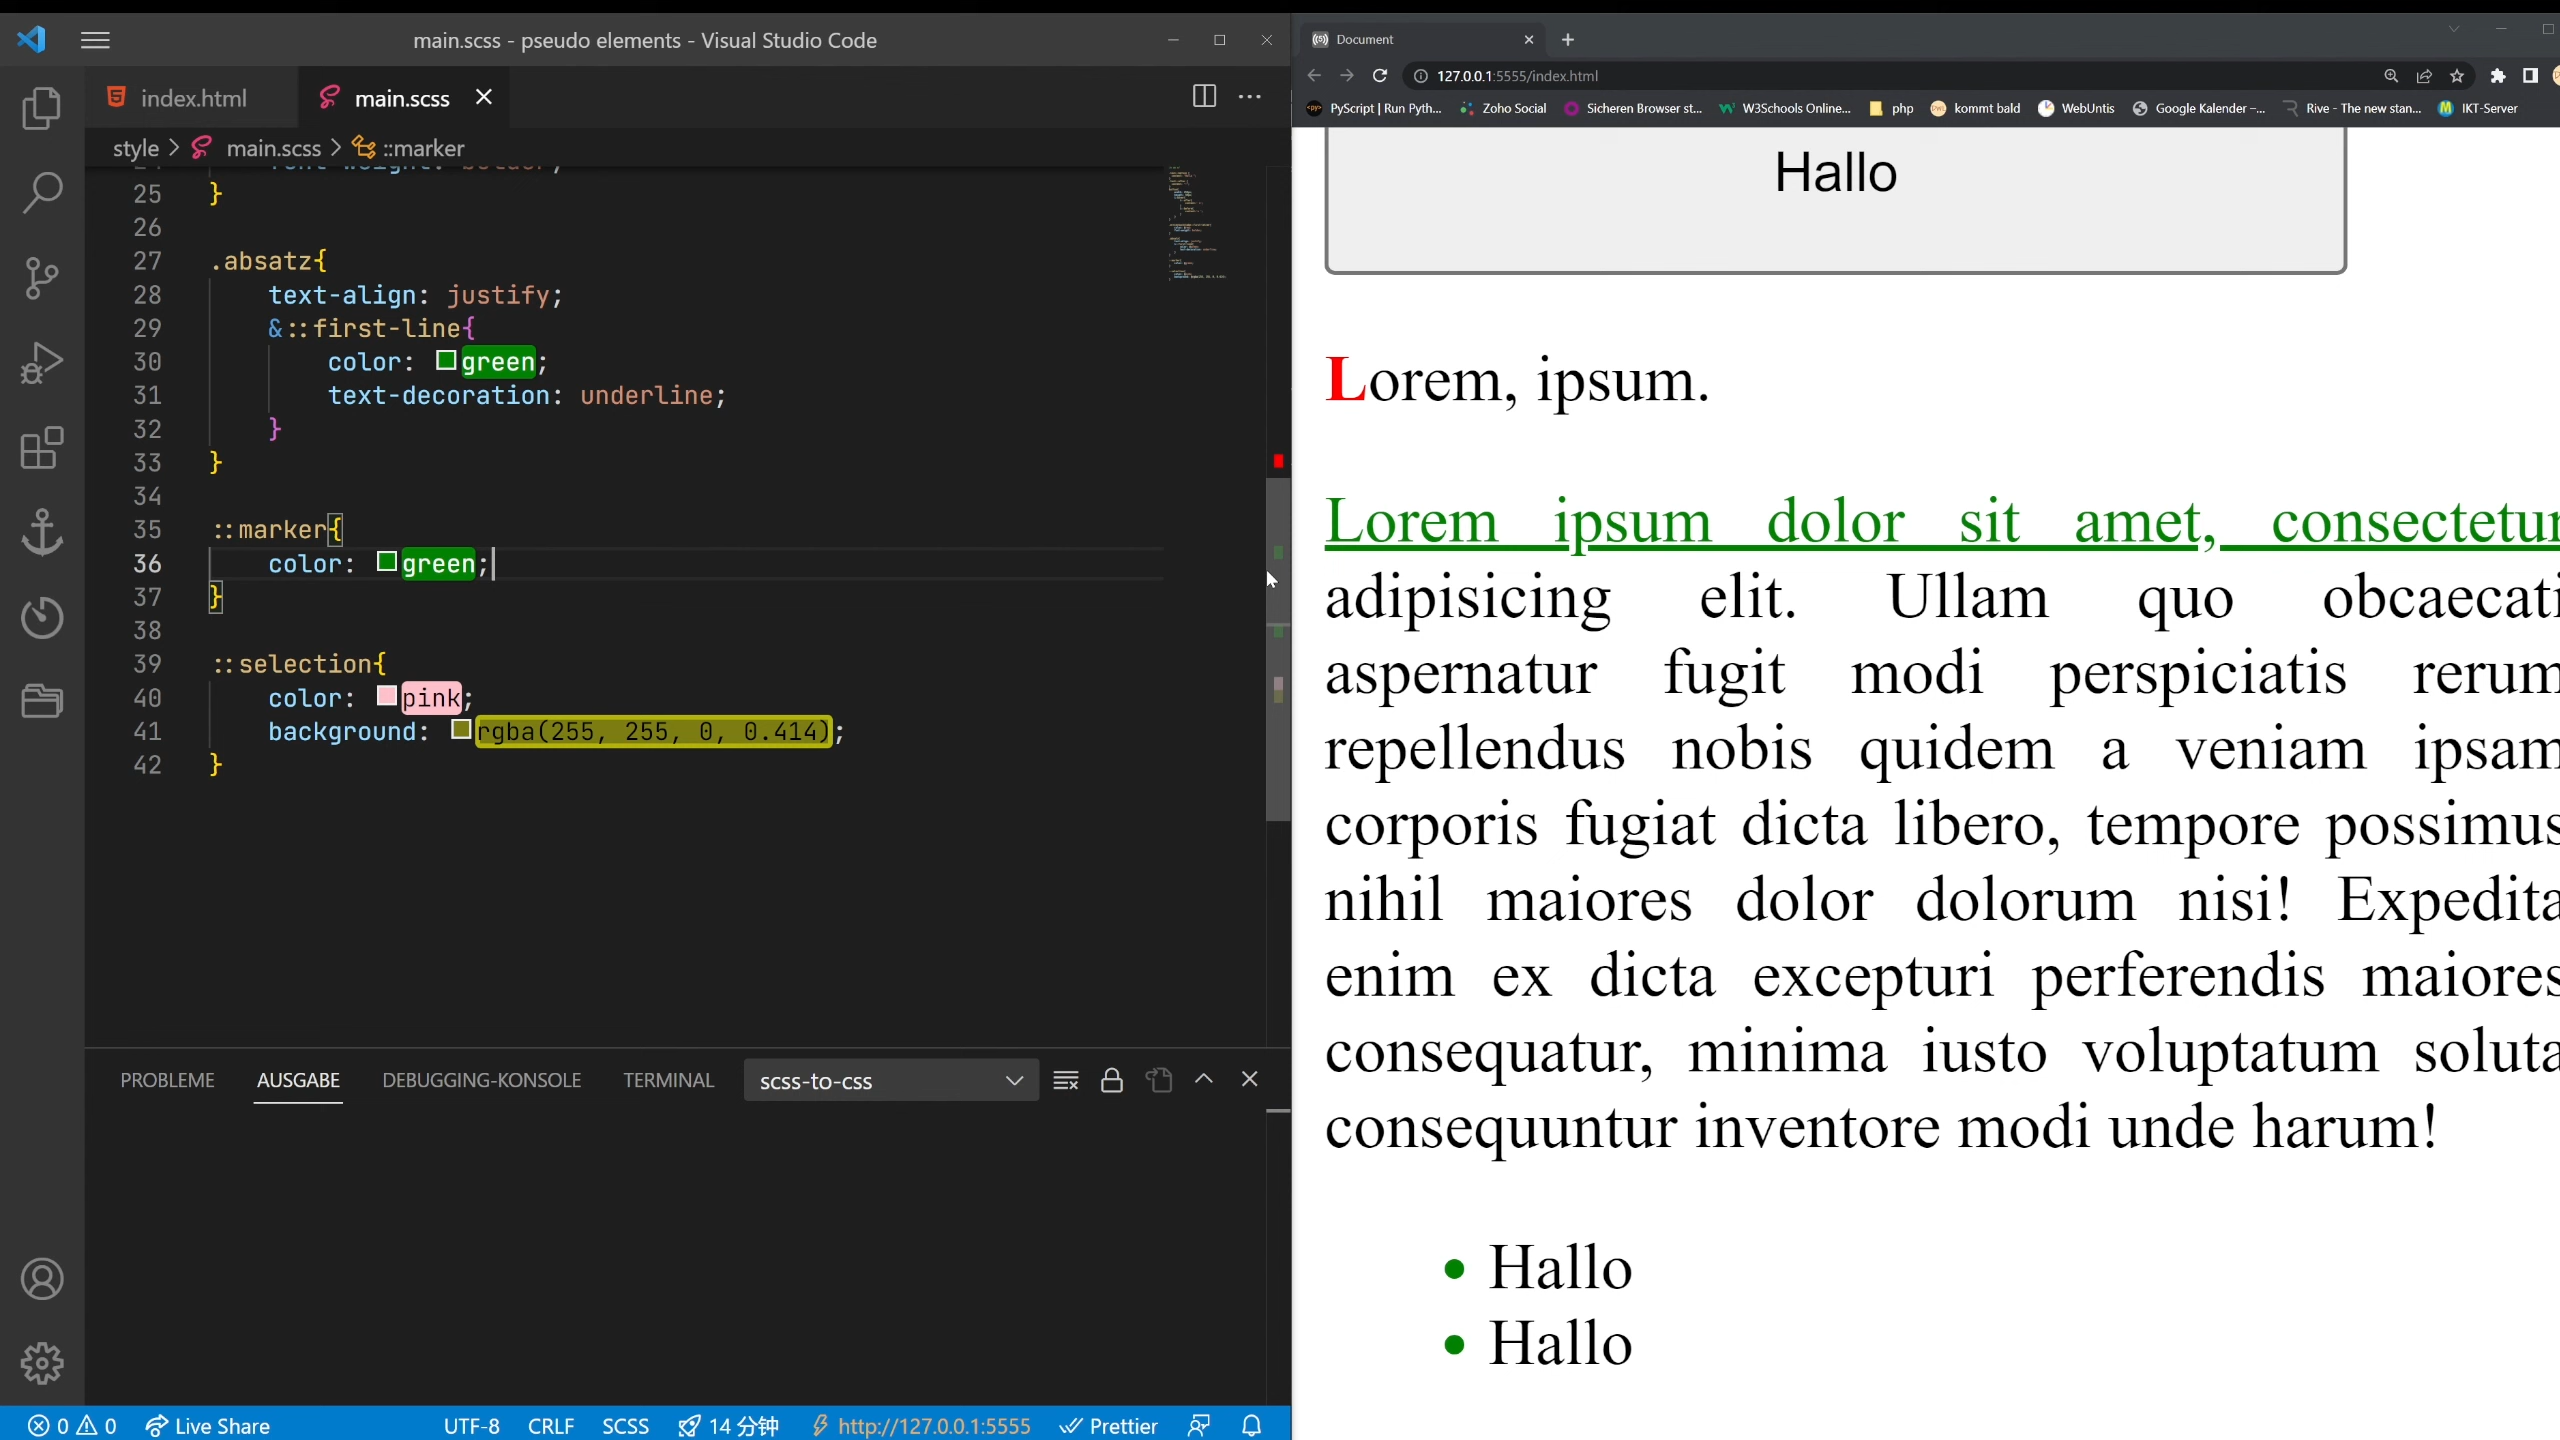 main.scss - pseudo elements - Visual Studio Code
index.html
main.scss
style > main.scss > ::marker
25 }
26
27 .absatz{
28 text-align: justify;
29 &::first-line{
30 color: green;
31 text-decoration: underline;
32 }
33 }
34
35 ::marker{
36 color: green;
37 }
38
39 ::selection{
40 color: pink;
41 background: rgba(255, 255, 0, 0.414);
42 }
PROBLEME AUSGABE DEBUGGING-KONSOLE TERMINAL scss-to-css
0 0 Live Share UTF-8 CRLF SCSS 14 分钟 http://127.0.0.1:5555 Prettier
Document
127.0.0.1:5555/index.html
PyScript | Run Pyth... Zoho Social Sicheren Browser st... W3Schools Online... php kommt bald WebUntis Google Kalender –... Rive - The new stan... IKT-Server
Hallo
Lorem, ipsum.
Lorem ipsum dolor sit amet, consectetur
adipisicing elit. Ullam quo obcaecati
aspernatur fugit modi perspiciatis rerum
repellendus nobis quidem a veniam ipsam
corporis fugiat dicta libero, tempore possimus
nihil maiores dolor dolorum nisi! Expedita
enim ex dicta excepturi perferendis maiores
consequatur, minima iusto voluptatum soluta
consequuntur inventore modi unde harum!
• Hallo
• Hallo